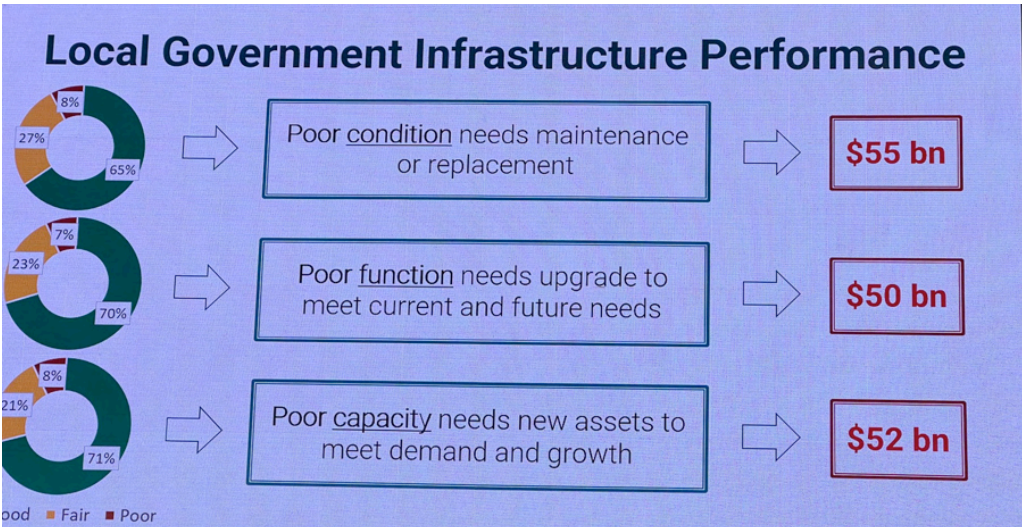 Local Government Infrastructure Performance
8%
27%
65%
Poor condition needs maintenance
or replacement
$55 bn
7%
23%
70%
Poor function needs upgrade to
meet current and future needs
$50 bn
8%
21%
71%
Poor capacity needs new assets to
meet demand and growth
$52 bn
ood Fair Poor